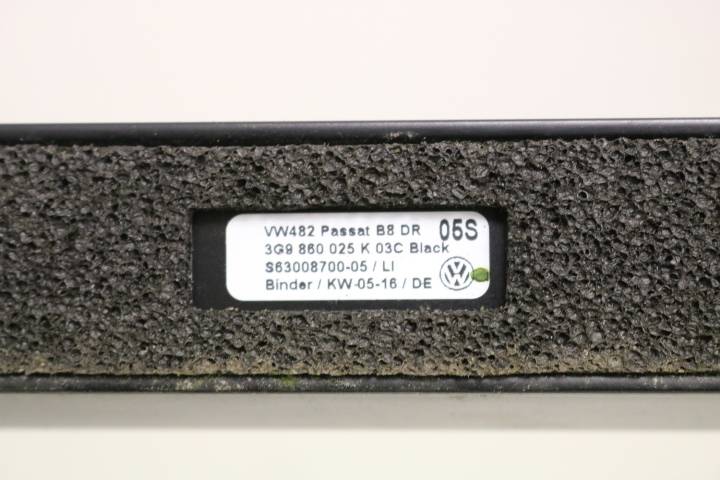 VW482 Passat B8 DR 05S
3G9 860 025 K 03C Black
S63008700-05 / LI
Binder / KW-05-16 / DE